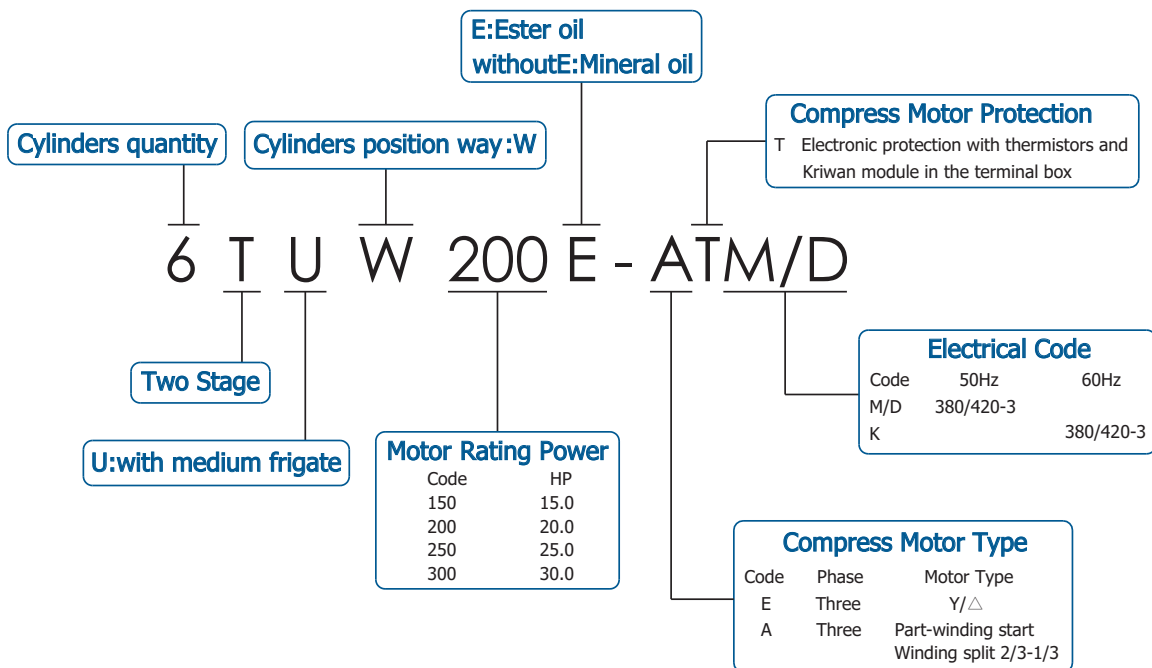 E:Ester oil
withoutE:Mineral oil
Cylinders quantity
Cylinders position way:W
Compress Motor Protection
T Electrionic protection with thermistors and
Kriwan module in the terminal box
6 T U W 200 E - ATM/D
Two Stage
U:with medium frigate
Motor Rating Power
Code HP
150 15.0
200 20.0
250 25.0
300 30.0
Electrical Code
Code 50Hz 60Hz
M/D 380/420-3
K 380/420-3
Compress Motor Type
Code Phase Motor Type
E Three Y/△
A Three Part-winding start
Winding split 2/3-1/3